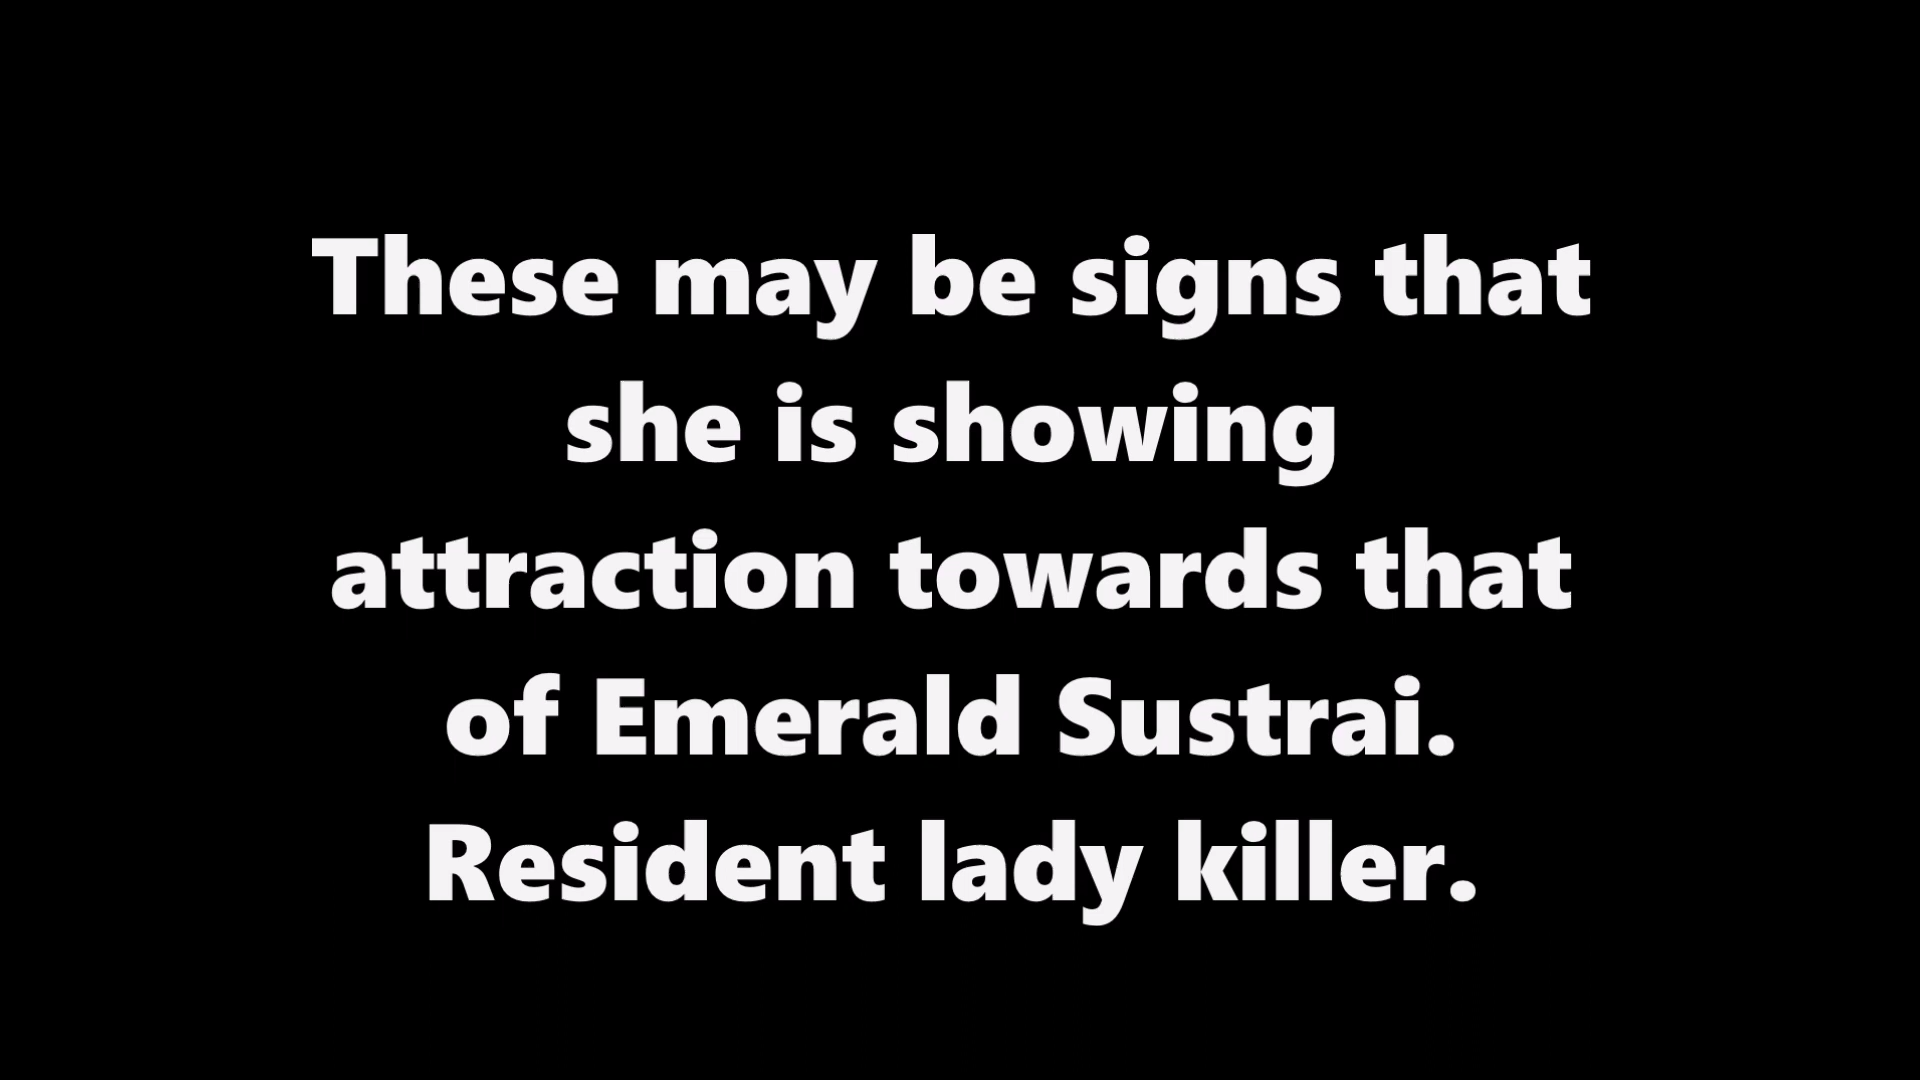 These may be signs that
she is showing
attraction towards that
of Emerald Sustrai.
Resident lady killer.